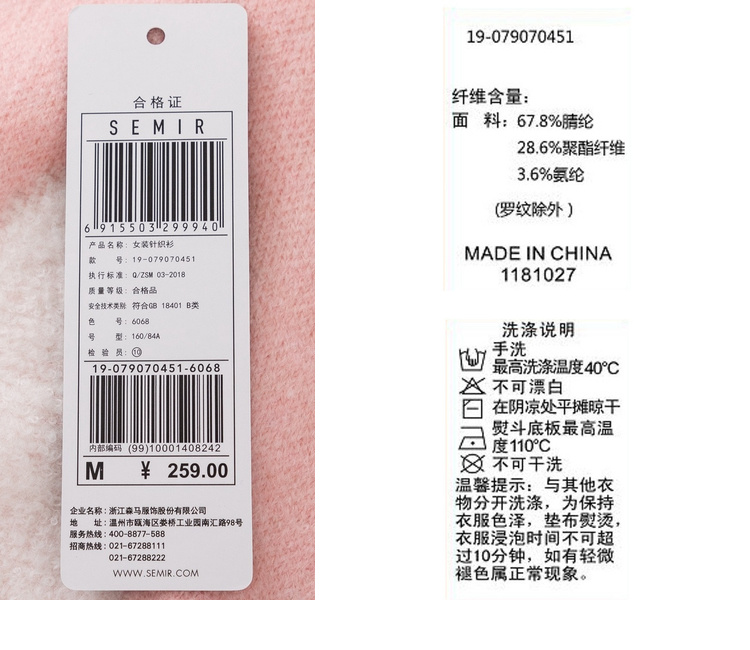 合格证
SEMIR
6 915503 299940
产品名称: 女装针织衫
款 号: 19-079070451
执行标准: Q/ZSM 03-2018
质量等级: 合格品
安全技术类别 符合GB 18401 B类
色 号: 6068
号 型: 160/84A
检 验 员: ⑩
19-079070451-6068
内部编码 (99)10001408242
M ¥ 259.00
企业名称: 浙江森马服饰股份有限公司
地 址: 温州市瓯海区娄桥工业园南汇路98号
服务热线: 400-8877-588
招商热线: 021-67288111
021-67288222
WWW.SEMIR.COM
19-079070451
纤维含量:
面 料: 67.8%腈纶
28.6%聚酯纤维
3.6%氨纶
(罗纹除外)
MADE IN CHINA
1181027
洗涤说明
手洗
最高洗涤温度40℃
不可漂白
在阴凉处平摊晾干
熨斗底板最高温
度110℃
不可干洗
温馨提示: 与其他衣
物分开洗涤, 为保持
衣服色泽, 垫布熨烫,
衣服浸泡时间不可超
过10分钟, 如有轻微
褪色属正常现象。